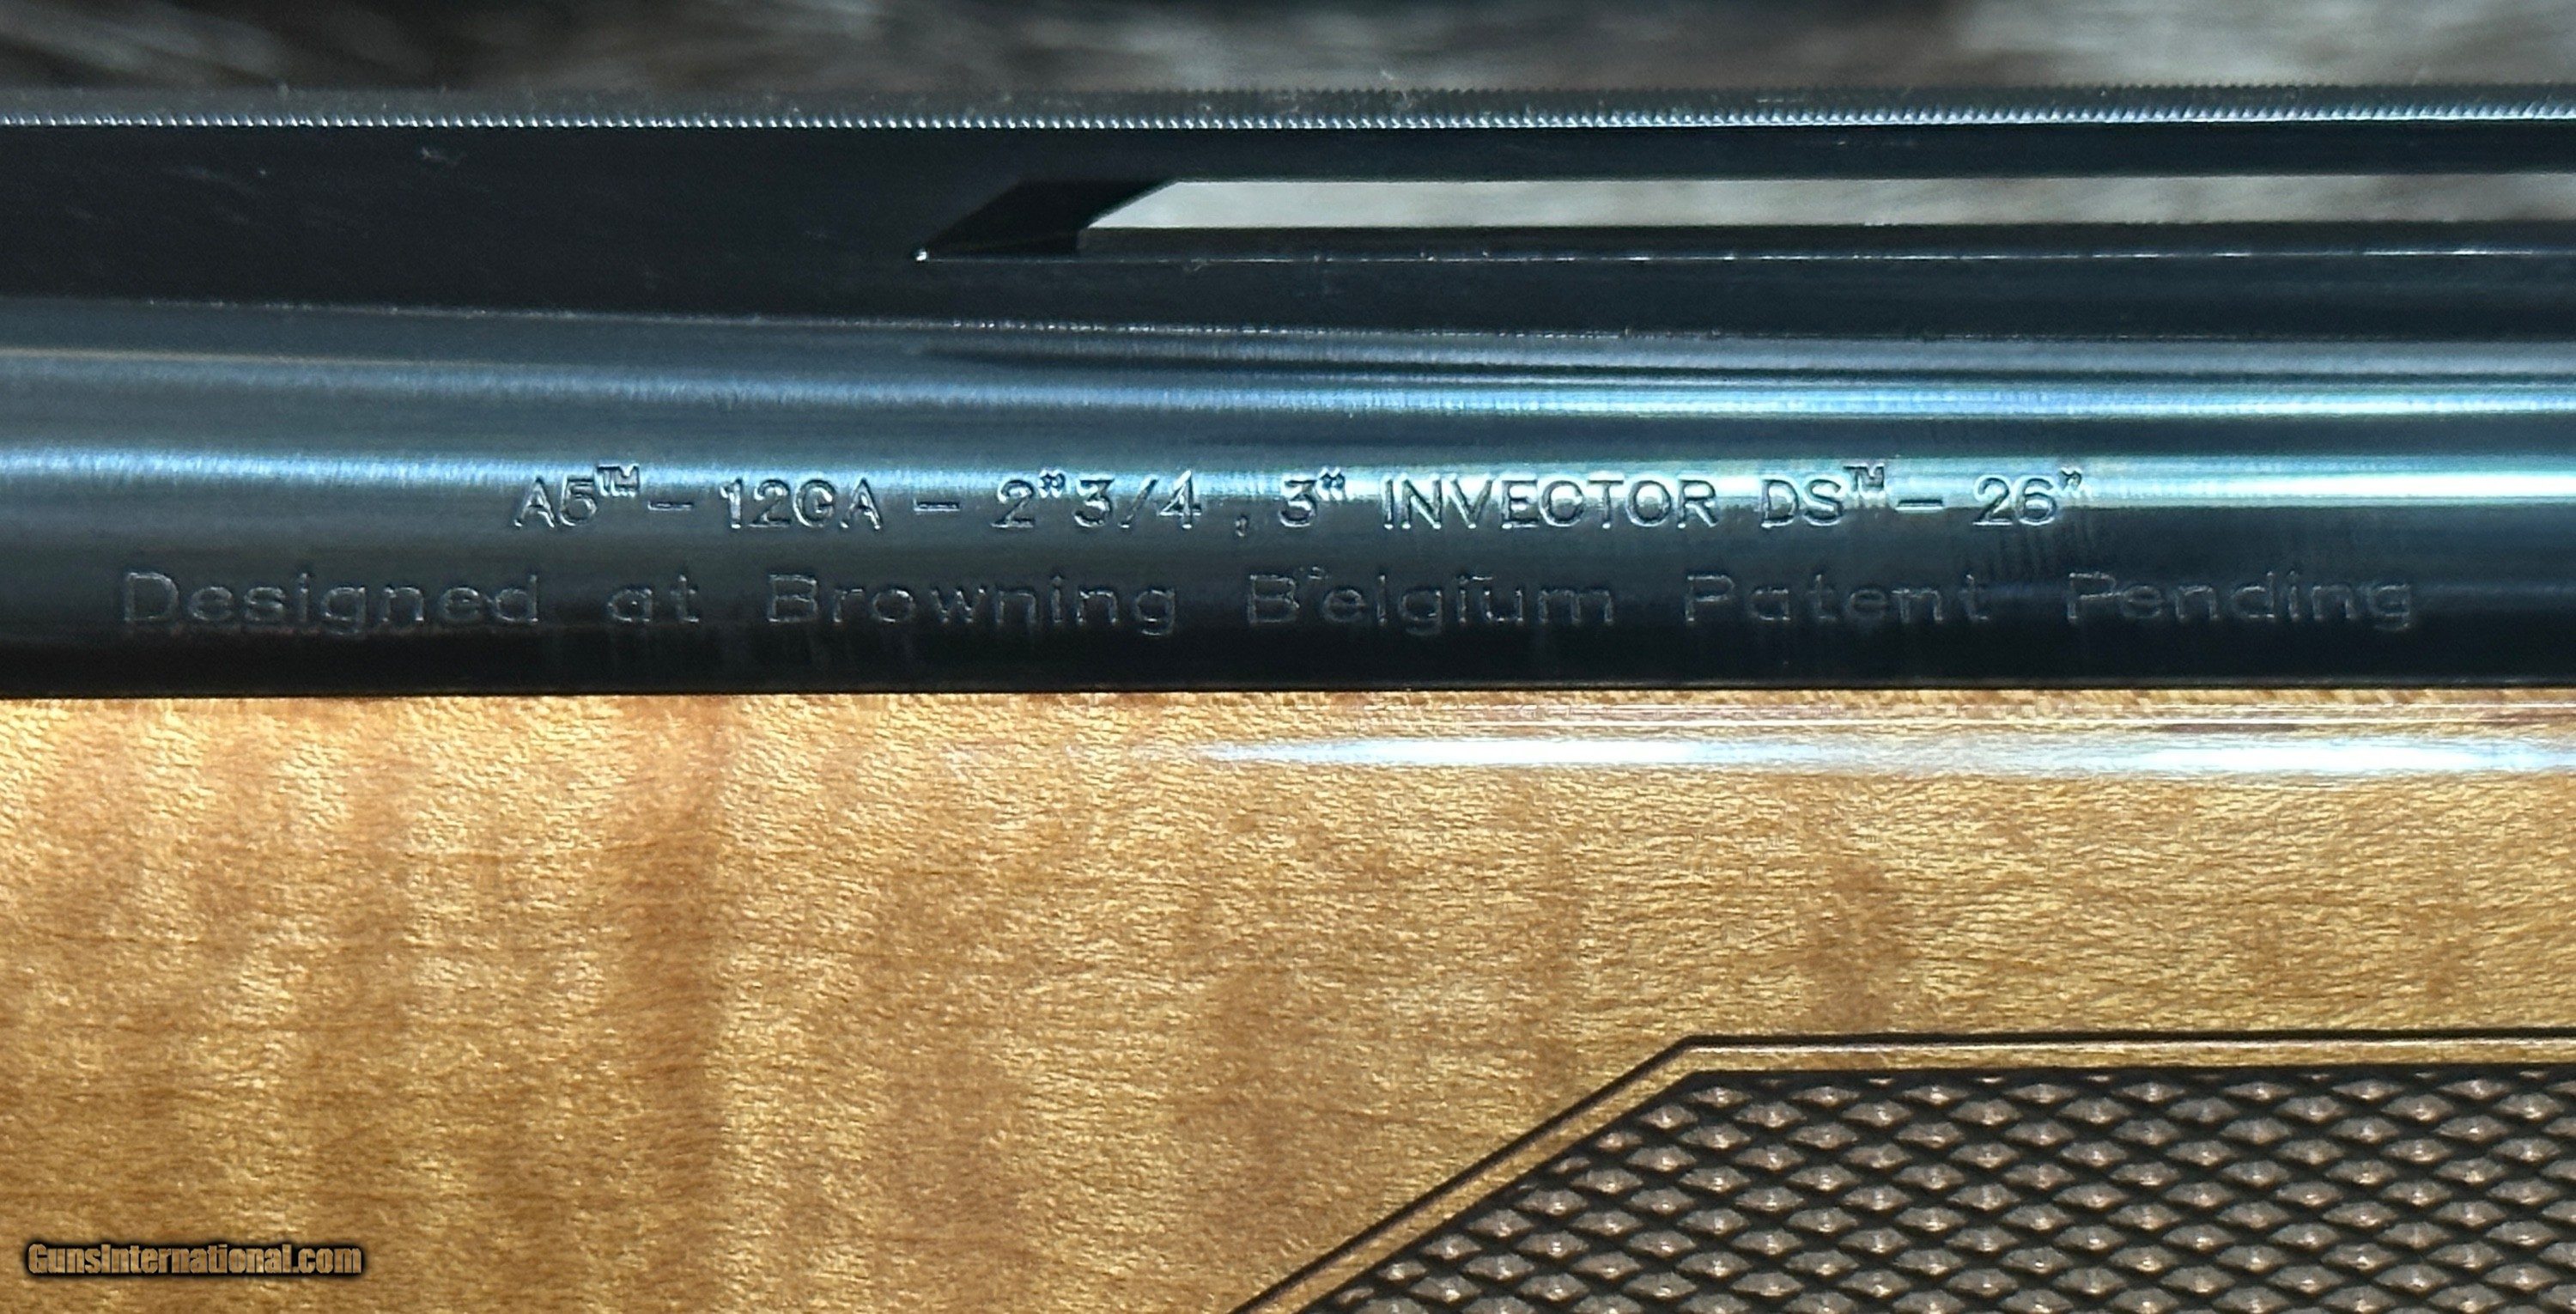 A5™ - 12GA - 2"3/4 , 3" INVECTOR DS™ - 26"
Designed at Browning Belgium Patent Pending
GunsInternational.com